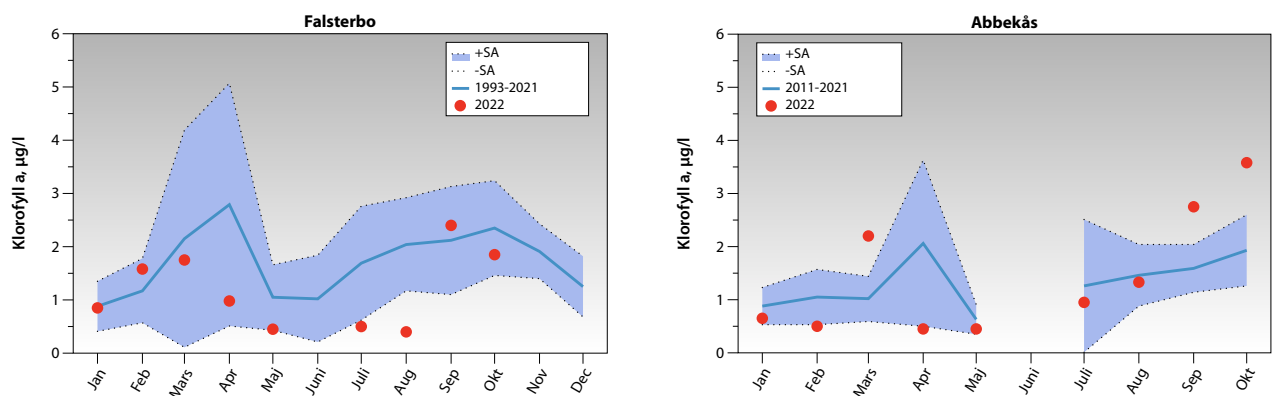 Falsterbo
Klorofyll a, µg/l
6
5
4
3
2
1
0
+SA
-SA
1993-2021
2022
Jan
Feb
Mars
Apr
Maj
Juni
Juli
Aug
Sep
Okt
Nov
Dec
Abbekås
Klorofyll a, µg/l
6
5
4
3
2
1
0
+SA
-SA
2011-2021
2022
Jan
Feb
Mars
Apr
Maj
Juni
Juli
Aug
Sep
Okt